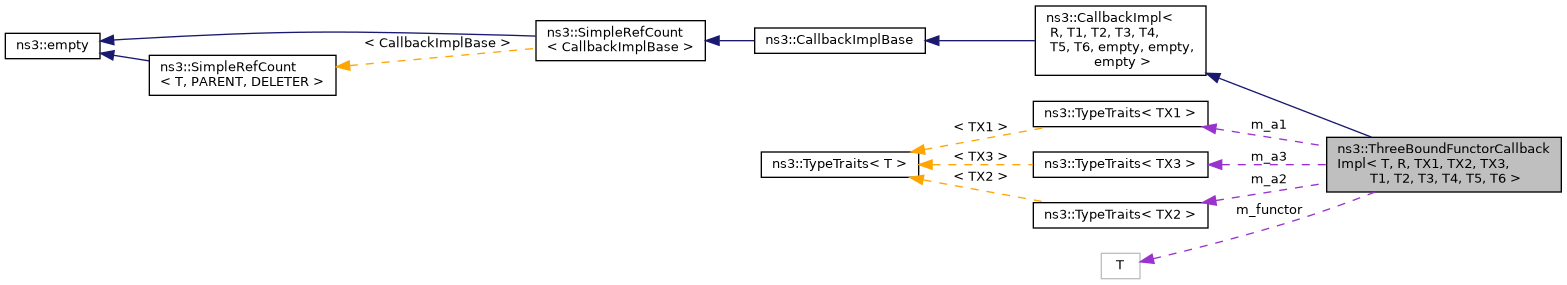 ns3::empty
ns3::SimpleRefCount
< T, PARENT, DELETER >
< CallbackImplBase >
ns3::SimpleRefCount
< CallbackImplBase >
ns3::CallbackImplBase
ns3::CallbackImpl<
R, T1, T2, T3, T4,
T5, T6, empty, empty,
empty >
ns3::TypeTraits< T >
< TX1 >
< TX3 >
< TX2 >
ns3::TypeTraits< TX1 >
ns3::TypeTraits< TX3 >
ns3::TypeTraits< TX2 >
T
m_a1
m_a3
m_a2
m_functor
ns3::ThreeBoundFunctorCallback
Impl< T, R, TX1, TX2, TX3,
T1, T2, T3, T4, T5, T6 >